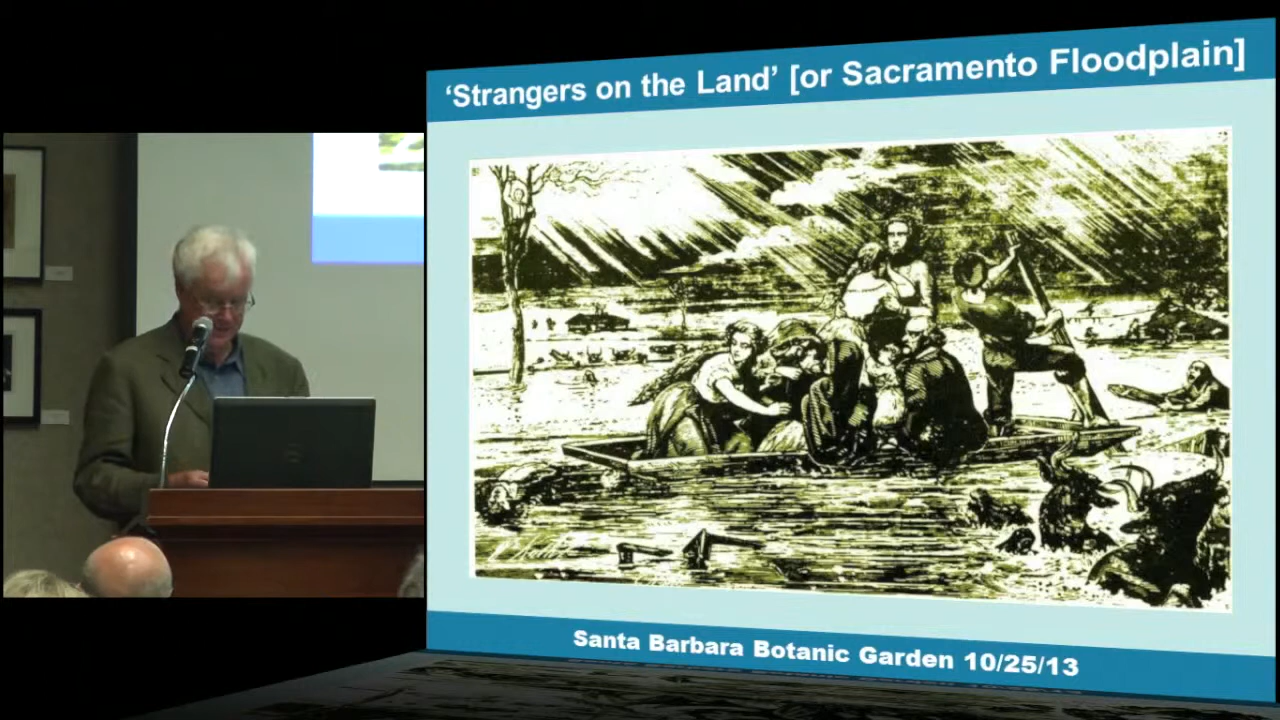 ‘Strangers on the Land’ [or Sacramento Floodplain]
Santa Barbara Botanic Garden 10/25/13